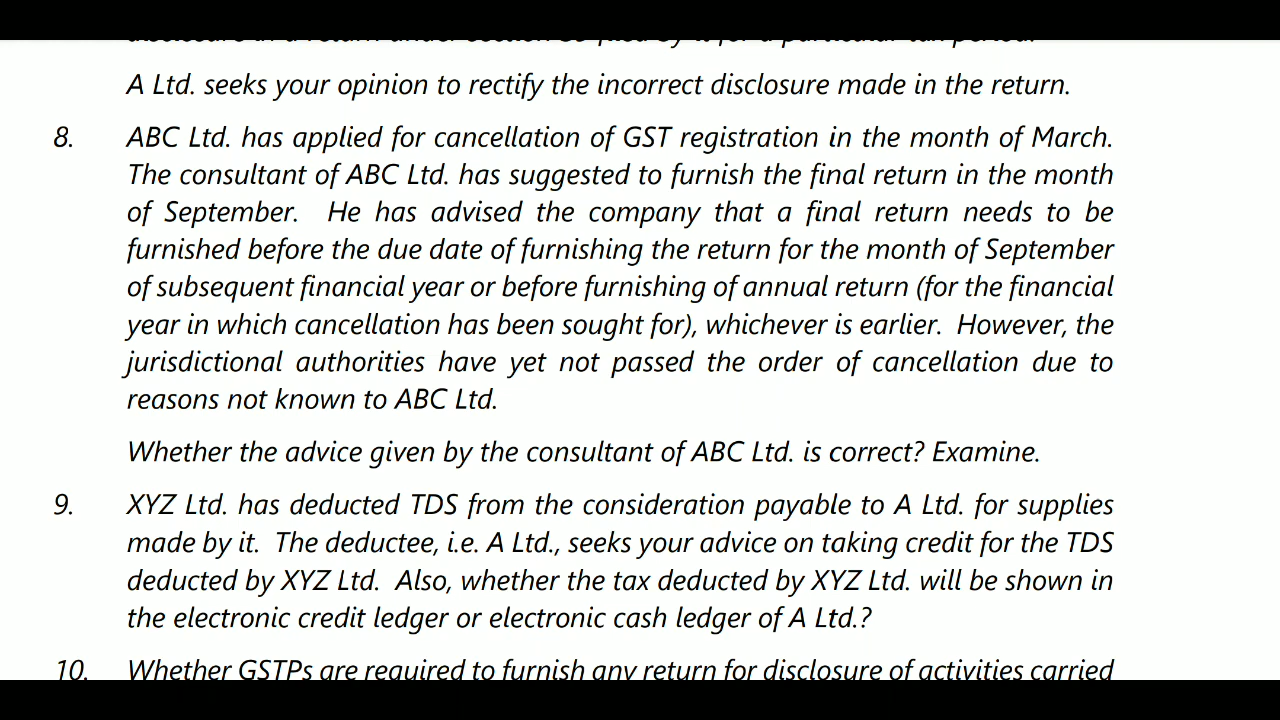 A Ltd. seeks your opinion to rectify the incorrect disclosure made in the return.
8. ABC Ltd. has applied for cancellation of GST registration in the month of March.
The consultant of ABC Ltd. has suggested to furnish the final return in the month
of September. He has advised the company that a final return needs to be
furnished before the due date of furnishing the return for the month of September
of subsequent financial year or before furnishing of annual return (for the financial
year in which cancellation has been sought for), whichever is earlier. However, the
jurisdictional authorities have yet not passed the order of cancellation due to
reasons not known to ABC Ltd.
Whether the advice given by the consultant of ABC Ltd. is correct? Examine.
9. XYZ Ltd. has deducted TDS from the consideration payable to A Ltd. for supplies
made by it. The deductee, i.e. A Ltd., seeks your advice on taking credit for the TDS
deducted by XYZ Ltd. Also, whether the tax deducted by XYZ Ltd. will be shown in
the electronic credit ledger or electronic cash ledger of A Ltd.?
10. Whether GSTPs are required to furnish any return for disclosure of activities carried